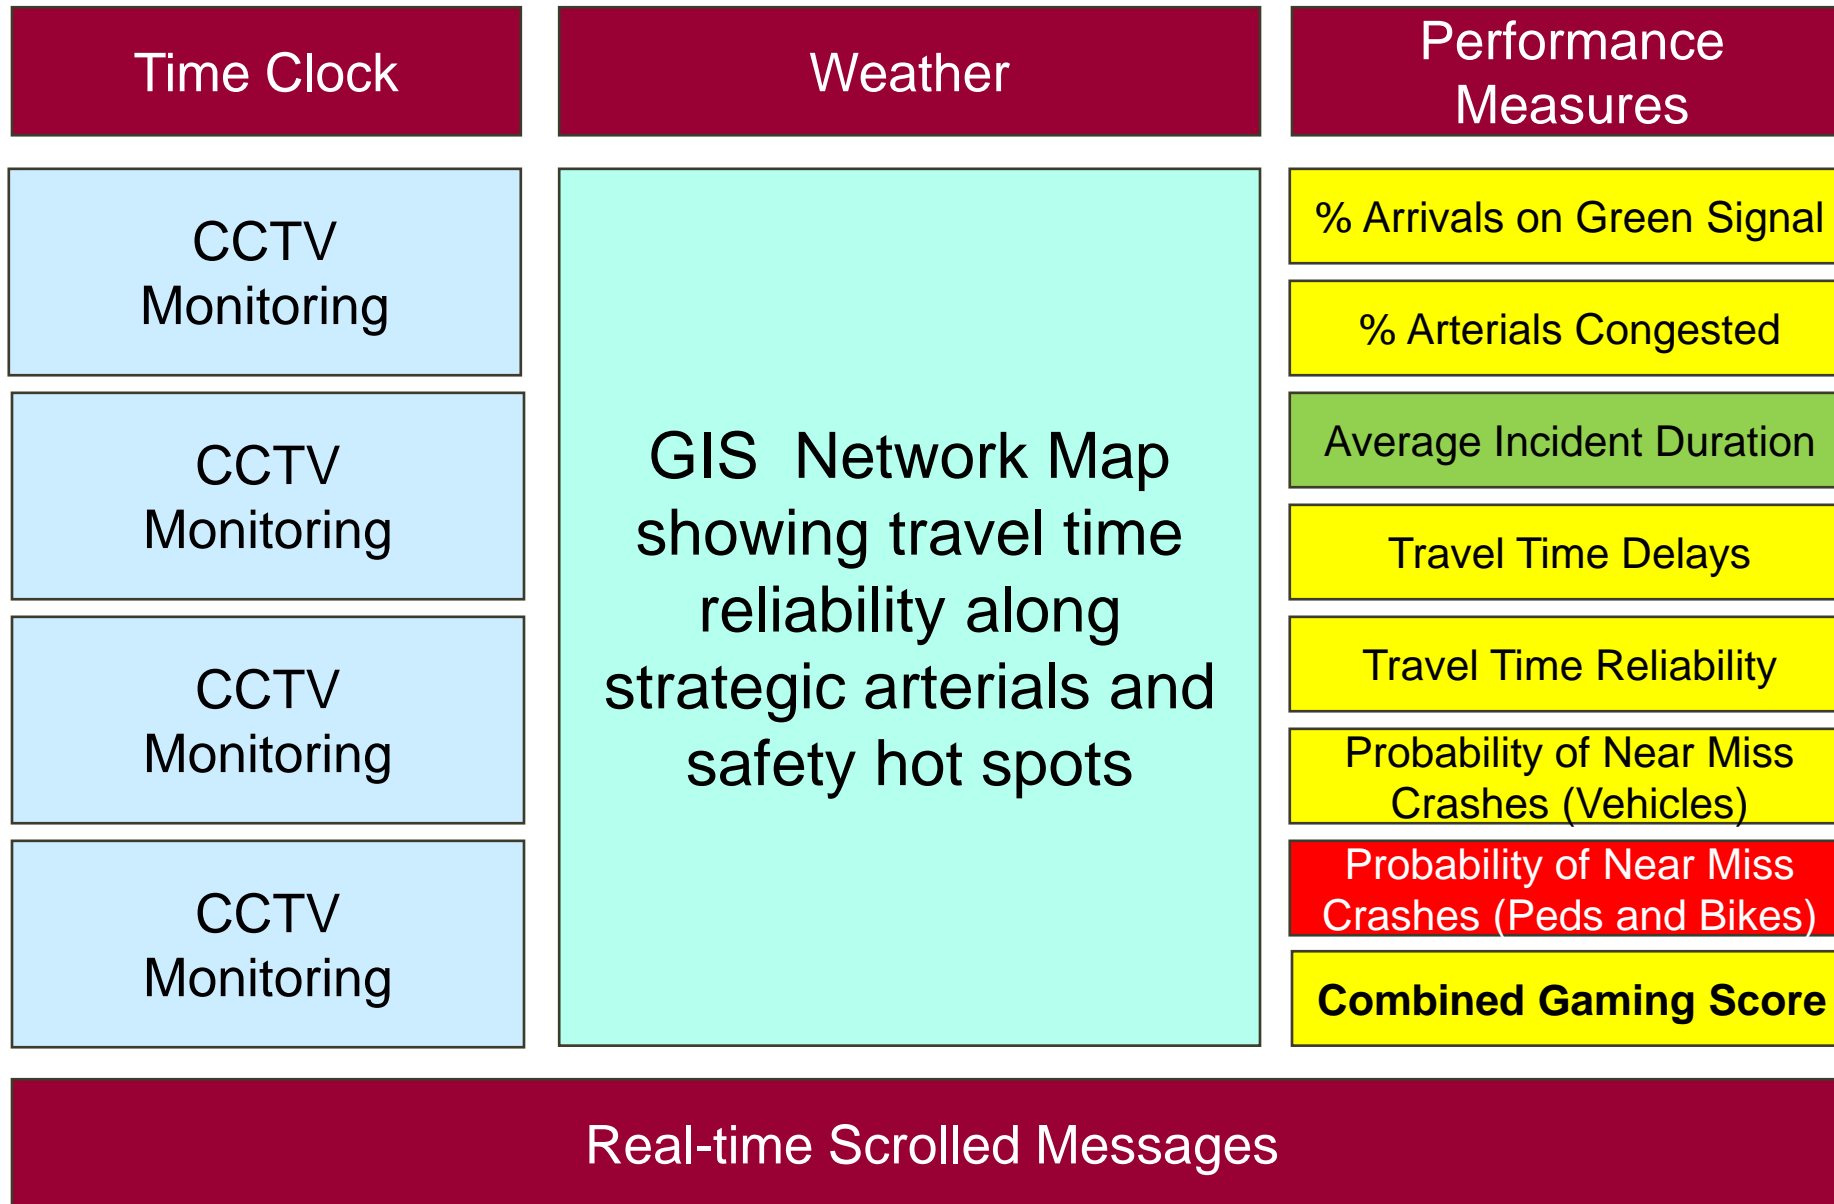 Time Clock
Weather
Performance
Measures
CCTV
Monitoring
CCTV
Monitoring
CCTV
Monitoring
CCTV
Monitoring
GIS  Network Map
showing travel time
reliability along
strategic arterials and
safety hot spots
% Arrivals on Green Signal
% Arterials Congested
Average Incident Duration
Travel Time Delays
Travel Time Reliability
Probability of Near Miss
Crashes (Vehicles)
Probability of Near Miss
Crashes (Peds and Bikes)
Combined Gaming Score
Real-time Scrolled Messages